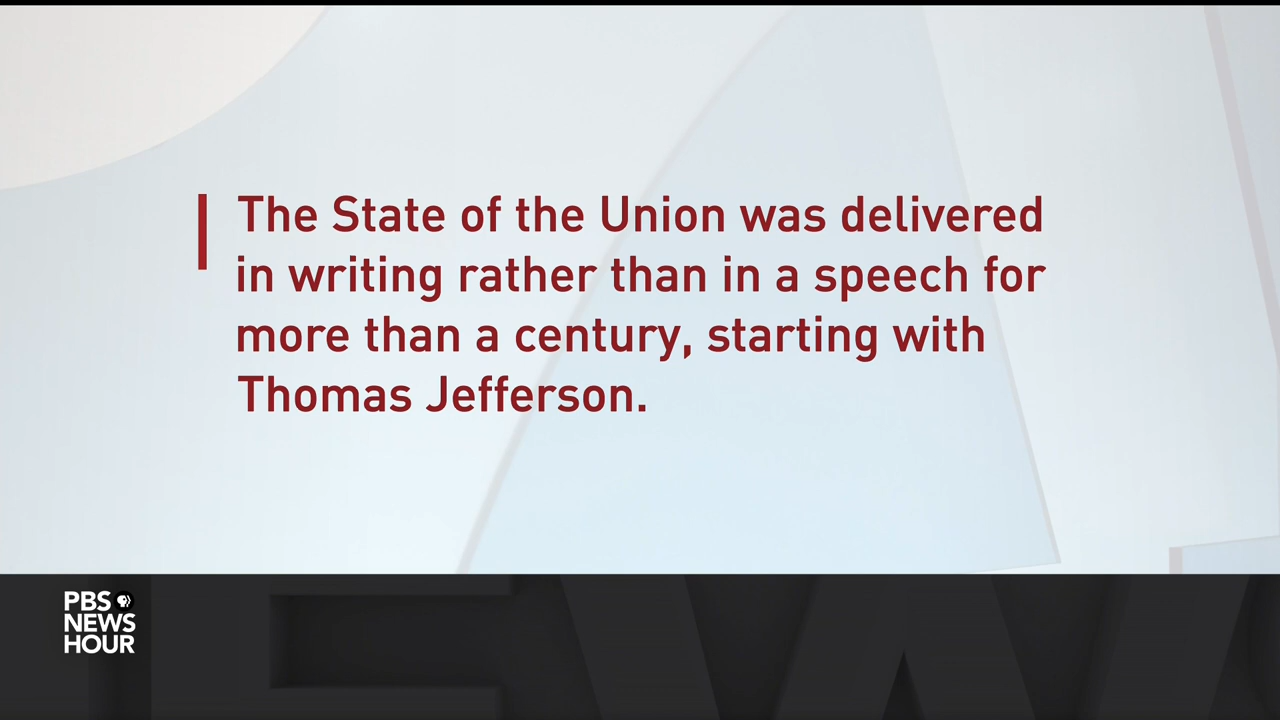 The State of the Union was delivered
in writing rather than in a speech for
more than a century, starting with
Thomas Jefferson.
PBS
NEWS
HOUR